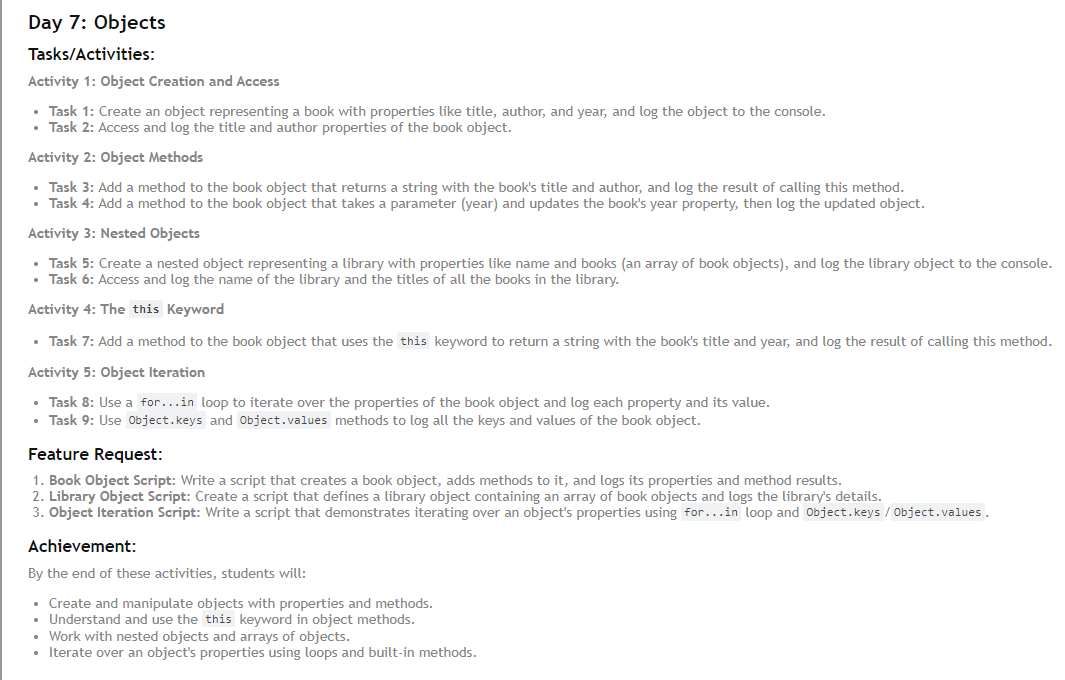 Day 7: Objects
Tasks/Activities:
Activity 1: Object Creation and Access
• Task 1: Create an object representing a book with properties like title, author, and year, and log the object to the console.
• Task 2: Access and log the title and author properties of the book object.
Activity 2: Object Methods
• Task 3: Add a method to the book object that returns a string with the book's title and author, and log the result of calling this method.
• Task 4: Add a method to the book object that takes a parameter (year) and updates the book's year property, then log the updated object.
Activity 3: Nested Objects
• Task 5: Create a nested object representing a library with properties like name and books (an array of book objects), and log the library object to the console.
• Task 6: Access and log the name of the library and the titles of all the books in the library.
Activity 4: The this Keyword
• Task 7: Add a method to the book object that uses the this keyword to return a string with the book's title and year, and log the result of calling this method.
Activity 5: Object Iteration
• Task 8: Use a for...in loop to iterate over the properties of the book object and log each property and its value.
• Task 9: Use Object.keys and Object.values methods to log all the keys and values of the book object.
Feature Request:
1. Book Object Script: Write a script that creates a book object, adds methods to it, and logs its properties and method results.
2. Library Object Script: Create a script that defines a library object containing an array of book objects and logs the library's details.
3. Object Iteration Script: Write a script that demonstrates iterating over an object's properties using for...in loop and Object.keys/Object.values.
Achievement:
By the end of these activities, students will:
• Create and manipulate objects with properties and methods.
• Understand and use the this keyword in object methods.
• Work with nested objects and arrays of objects.
• Iterate over an object's properties using loops and built-in methods.